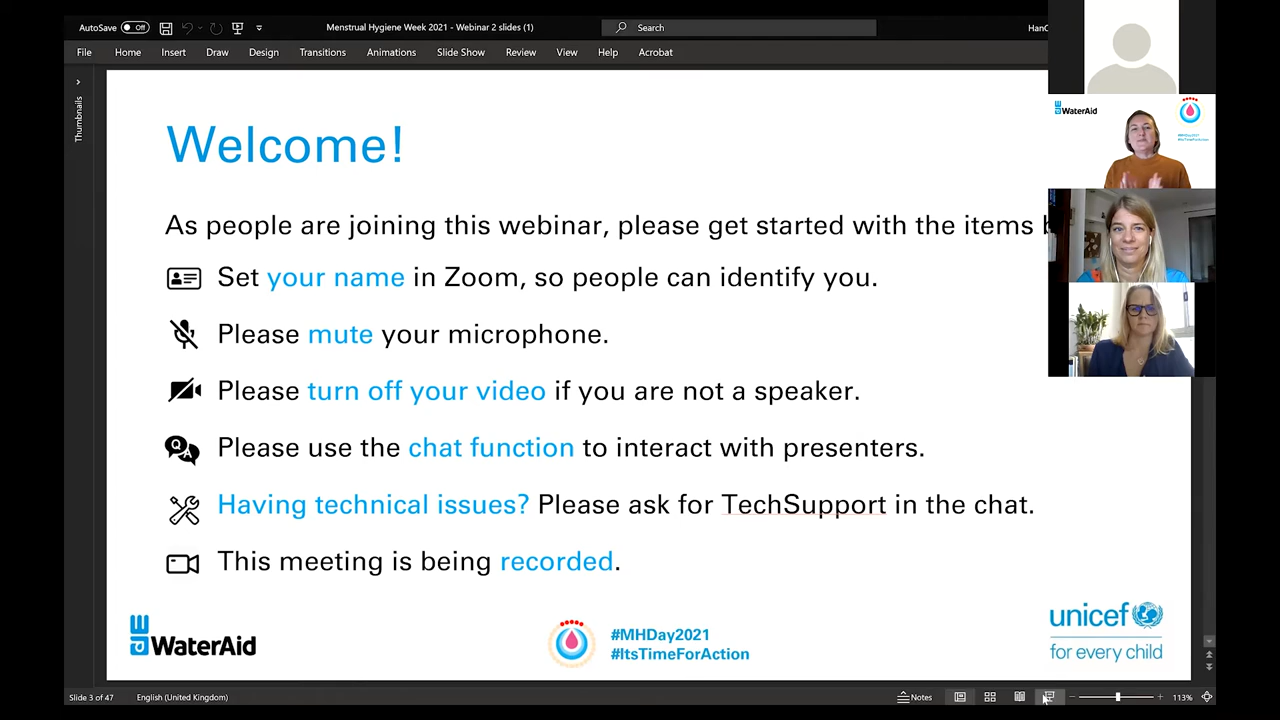 AutoSave Off
Menstrual Hygiene Week 2021 - Webinar 2 slides (1)
Search
HanC
File Home Insert Draw Design Transitions Animations Slide Show Review View Help Acrobat
Thumbnails
Welcome!
As people are joining this webinar, please get started with the items b
Set your name in Zoom, so people can identify you.
Please mute your microphone.
Please turn off your video if you are not a speaker.
Q A
Please use the chat function to interact with presenters.
Having technical issues? Please ask for TechSupport in the chat.
This meeting is being recorded.
WaterAid
#MHDay2021
#ItsTimeForAction
unicef
for every child
WaterAid
#MHDay2021
#ItsTimeForAction
Slide 3 of 47
English (United Kingdom)
Notes
113%